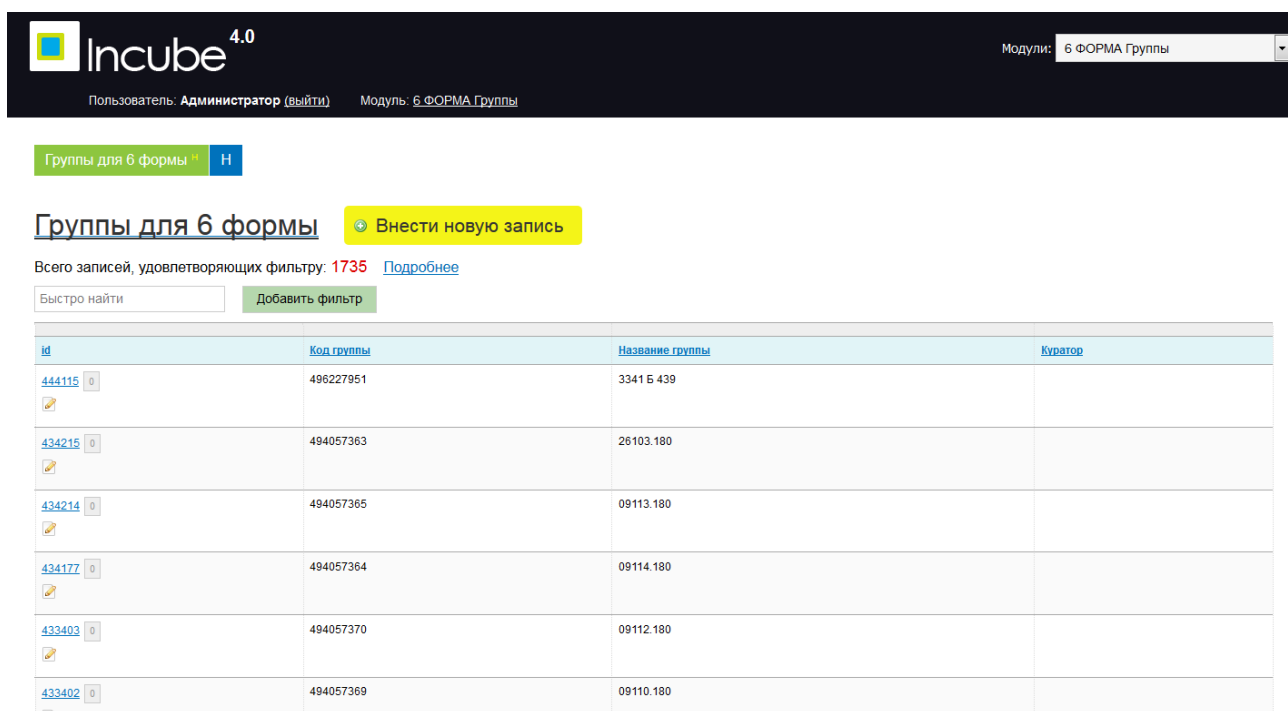 Incube 4.0
Модули: 6 ФОРМА Группы
Пользователь: Администратор (выйти) Модуль: 6 ФОРМА Группы
Группы для 6 формы Н Н
Группы для 6 формы Внести новую запись
Всего записей, удовлетворяющих фильтру: 1735 Подробнее
Быстро найти Добавить фильтр
id Код группы Название группы Куратор
444115 0 496227951 3341 Б 439
434215 0 494057363 26103.180
434214 0 494057365 09113.180
434177 0 494057364 09114.180
433403 0 494057370 09112.180
433402 0 494057369 09110.180